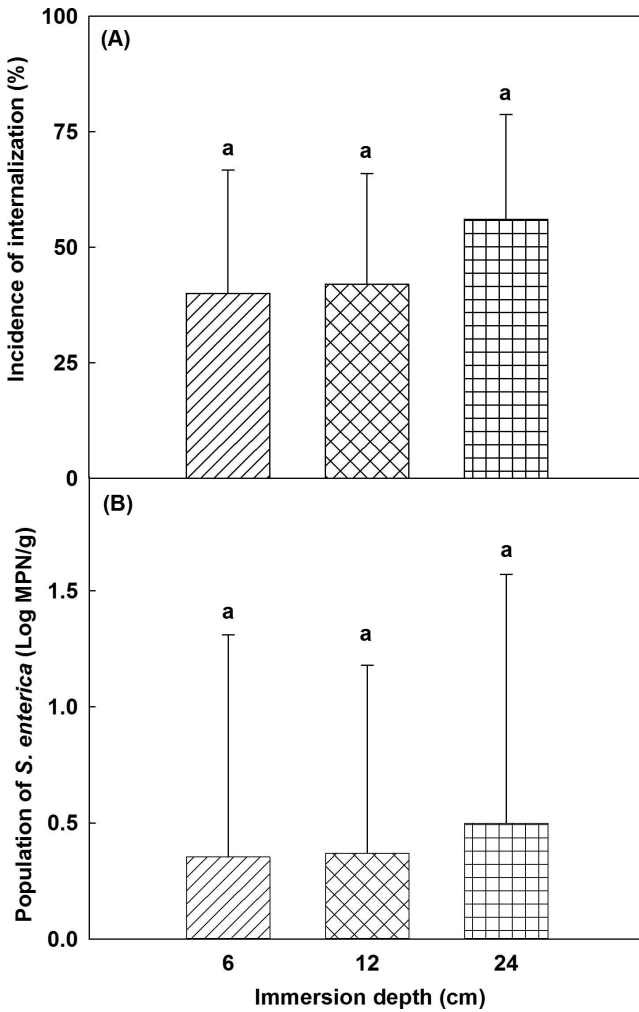 100
(A)
a
a
a
75
50
25
0
Incidence of internalization (%)
(B)
a
a
a
1.5
1.0
0.5
0.0
Population of S. enterica (Log MPN/g)
6 12 24
Immersion depth (cm)